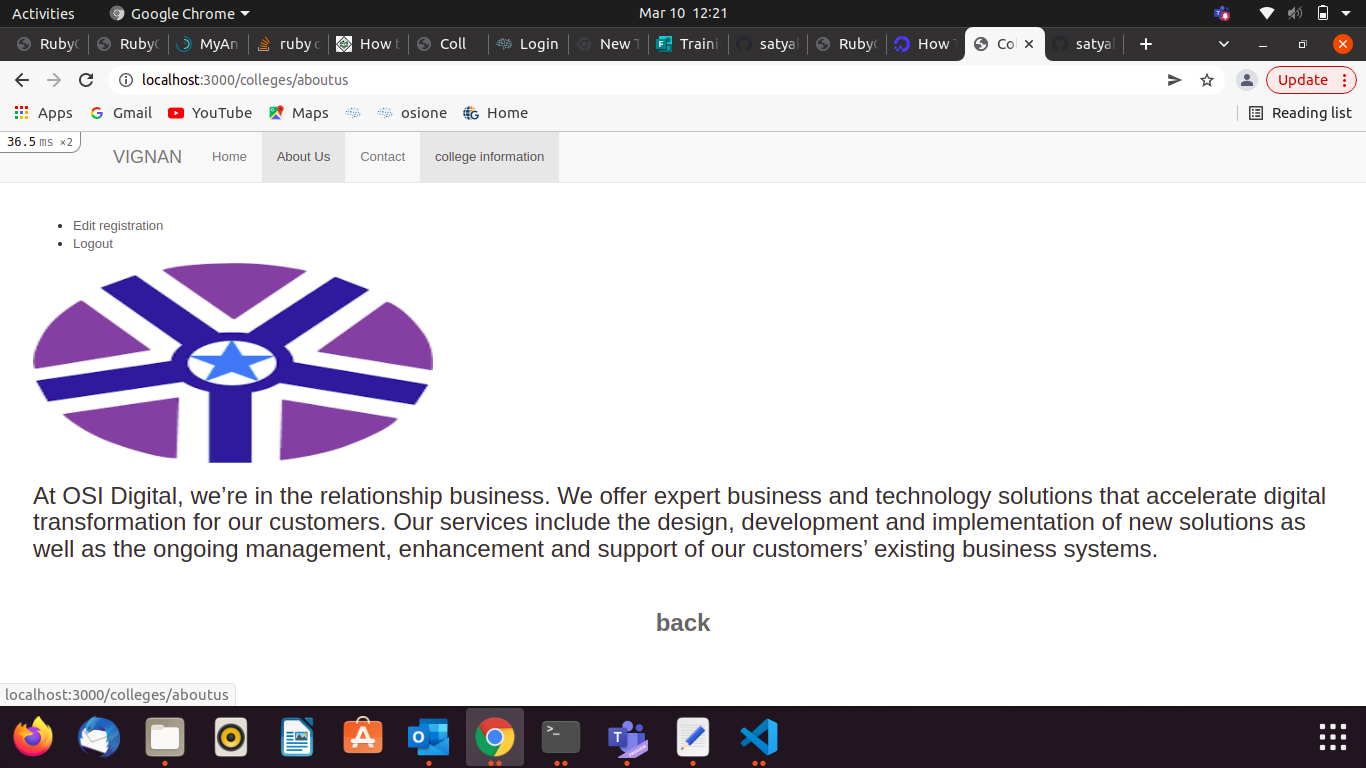 Activities Google Chrome Mar 10 12:21
RubyC RubyC MyAn ruby o How t Coll Login New T Traini satyal RubyC How T Col satyal
localhost:3000/colleges/aboutus Update
Apps Gmail YouTube Maps osione Home Reading list
36.5 ms ×2
VIGNAN Home About Us Contact college information
Edit registration
Logout
At OSI Digital, we’re in the relationship business. We offer expert business and technology solutions that accelerate digital
transformation for our customers. Our services include the design, development and implementation of new solutions as
well as the ongoing management, enhancement and support of our customers’ existing business systems.
back
localhost:3000/colleges/aboutus